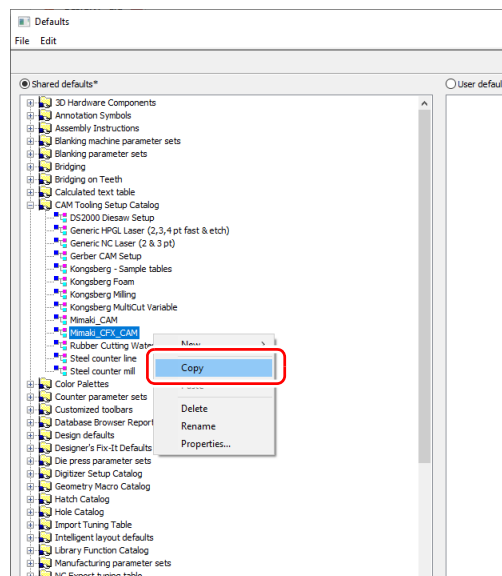 Defaults
File Edit
Shared defaults*
User defaul
3D Hardware Components
Annotation Symbols
Assembly Instructions
Blanking machine parameter sets
Blanking parameter sets
Bridging
Bridging on Teeth
Calculated text table
CAM Tooling Setup Catalog
DS2000 Diesaw Setup
Generic HPGL Laser (2,3,4 pt fast & etch)
Generic NC Laser (2 & 3 pt)
Gerber CAM Setup
Kongsberg - Sample tables
Kongsberg Foam
Kongsberg Milling
Kongsberg MultiCut Variable
Mimaki_CAM
Mimaki_CFX_CAM
Rubber Cutting Water
Steel counter line
Steel counter mill
New
Copy
Delete
Rename
Properties...
Color Palettes
Counter parameter sets
Customized toolbars
Database Browser Report
Design defaults
Designer's Fix-It Defaults
Die press parameter sets
Digitizer Setup Catalog
Geometry Macro Catalog
Hatch Catalog
Hole Catalog
Import Tuning Table
Intelligent layout defaults
Library Function Catalog
Manufacturing parameter sets
NC Export tuning table